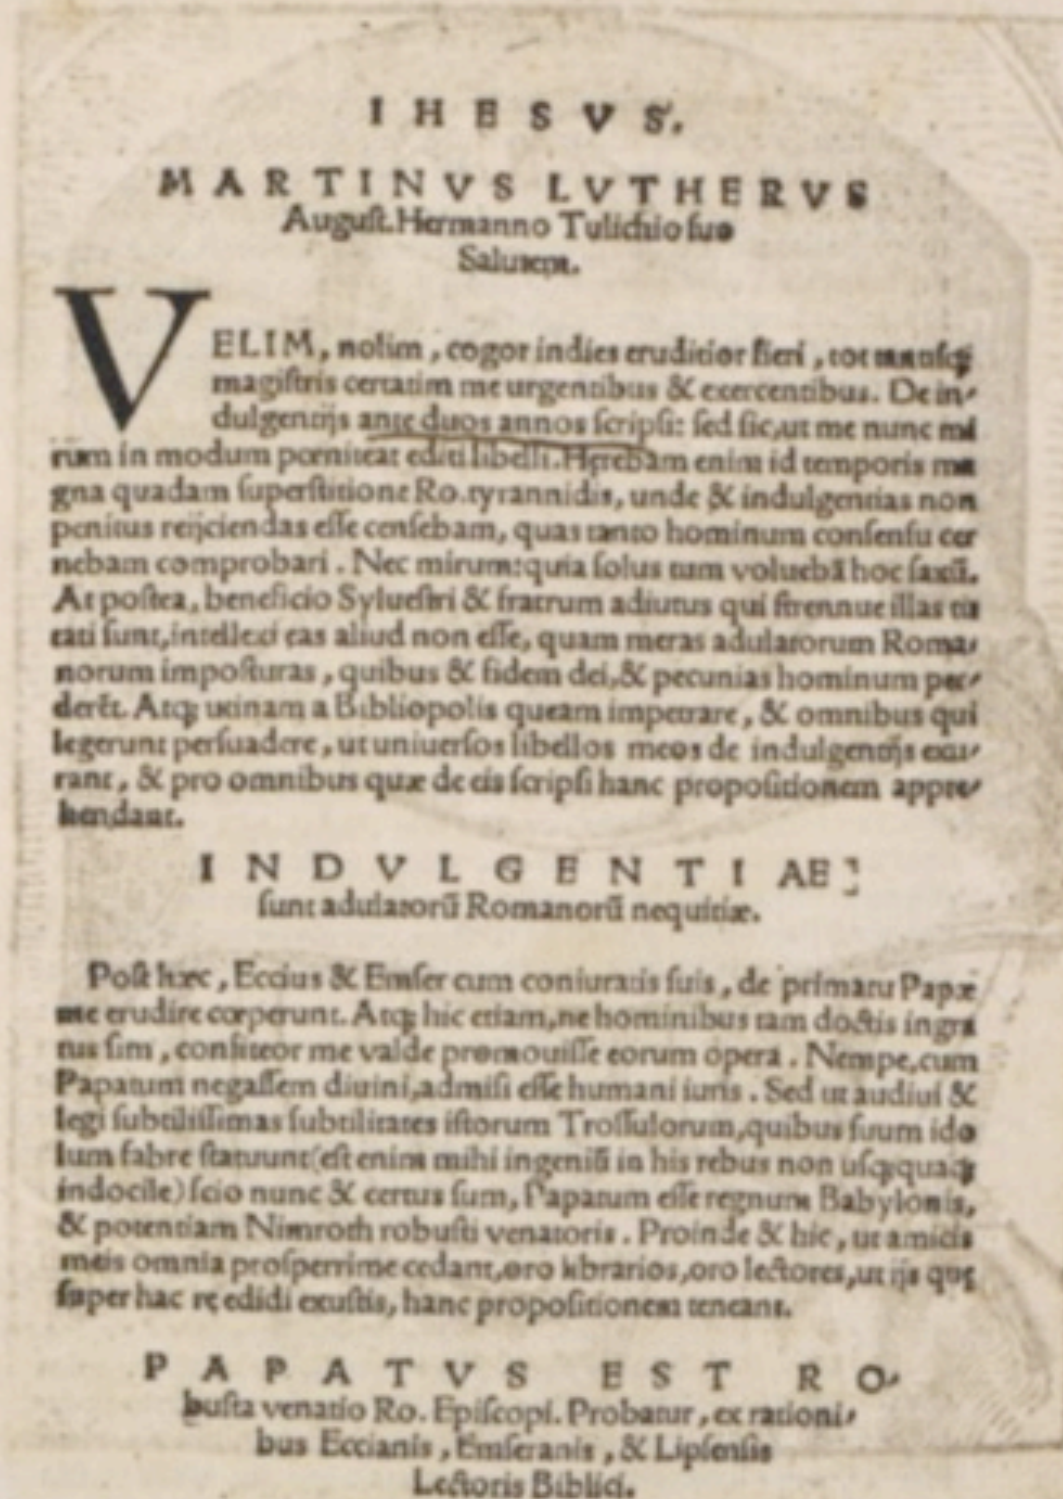 IHESVS.
MARTINVS LVTHERVS
Auguſt. Hermanno Tulichio ſuo
Salutem.
VELIM, nolim, cogor indies eruditior fieri, tot tantiſqꝫ
magiſtris certatim me urgentibus & exercentibus. De in-
dulgentijs ante duos annos ſcripſi: ſed ſic, ut me nunc mi
rum in modum pœniteat editi libelli. Hęrebam enim id temporis ma
gna quadam ſuperſtitione Ro. tyrannidis, unde & indulgentias non
penitus reijciendas eſſe cenſebam, quas tanto hominum conſenſu cer
nebam comprobari. Nec mirum: quia ſolus tum voluebā hoc ſaxū.
At poſtea, beneficio Sylueſtri & fratrum adiutus qui ſtrennue illas tu
tati ſunt, intellexi eas aliud non eſſe, quam meras adulatorum Roma-
norum impoſturas, quibus & fidem dei, & pecunias hominum per-
derēt. Atqꝫ utinam a Bibliopolis queam impetrare, & omnibus qui
legerunt perſuadere, ut uniuerſos libellos meos de indulgentijs exu-
rant, & pro omnibus quæ de eis ſcripſi hanc propoſitionem appre-
hendant.
INDVLGENTIAE
ſunt adulatorū Romanorū nequitiæ.
Poſt hæc, Eccius & Emſer cum coniuratis ſuis, de primatu Papæ
me erudire cœperunt. Atqꝫ hic etiam, ne hominibus tam doctis ingra
tus ſim, confiteor me valde promouiſſe eorum opera. Nempe, cum
Papatum negaſſem diuini, admiſi eſſe humani iuris. Sed ut audiui &
legi ſubtiliſſimas ſubtilitates iſtorum Troſſulorum, quibus ſuum ido
lum fabre ſtatuunt (eſt enim mihi ingeniū in his rebus non uſqꝫquaqꝫ
indocile) ſcio nunc & certus ſum, Papatum eſſe regnum Babylonis,
& potentiam Nimroth robuſti venatoris. Proinde & hic, ut amicis
meis omnia proſperrime cedant, oro librarios, oro lectores, ut ijs quę
ſuper hac rę edidi exuſtis, hanc propoſitionem teneant.
PAPATVS EST RO-
buſta venatio Ro. Epiſcopi. Probatur, ex rationi-
bus Eccianis, Emſeranis, & Lipſenſis
Lectoris Biblici.